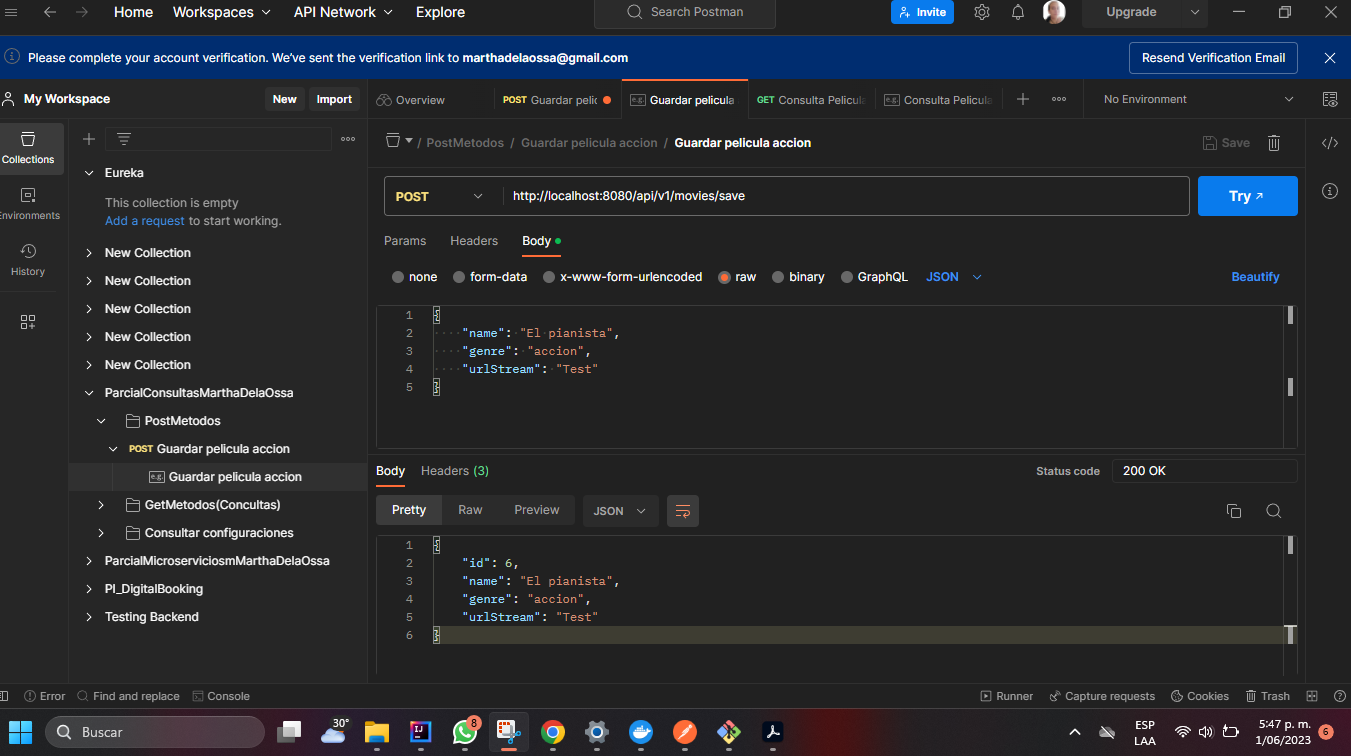 Home Workspaces API Network Explore Search Postman Invite Upgrade
Please complete your account verification. We've sent the verification link to marthadelaossa@gmail.com Resend Verification Email
My Workspace New Import Overview POST Guardar pelic e.g. Guardar pelicula GET Consulta Pelicula e.g. Consulta Pelicula No Environment
Collections
Environments
History
Eureka
This collection is empty
Add a request to start working.
New Collection
New Collection
New Collection
New Collection
New Collection
ParcialConsultasMarthaDelaOssa
PostMetodos
POST Guardar pelicula accion
e.g. Guardar pelicula accion
GetMetodos(Concultas)
Consultar configuraciones
ParcialMicroserviciosmMarthaDelaOssa
PI_DigitalBooking
Testing Backend
/ PostMetodos / Guardar pelicula accion / Guardar pelicula accion Save
POST http://localhost:8080/api/v1/movies/save Try
Params Headers Body
none form-data x-www-form-urlencoded raw binary GraphQL JSON Beautify
1 {
2 "name": "El pianista",
3 "genre": "accion",
4 "urlStream": "Test"
5 }
Body Headers (3) Status code 200 OK
Pretty Raw Preview JSON
1 {
2 "id": 6,
3 "name": "El pianista",
4 "genre": "accion",
5 "urlStream": "Test"
6 }
Error Find and replace Console Runner Capture requests Cookies Trash
Buscar 30° 8 ESP LAA 5:47 p. m. 1/06/2023 6